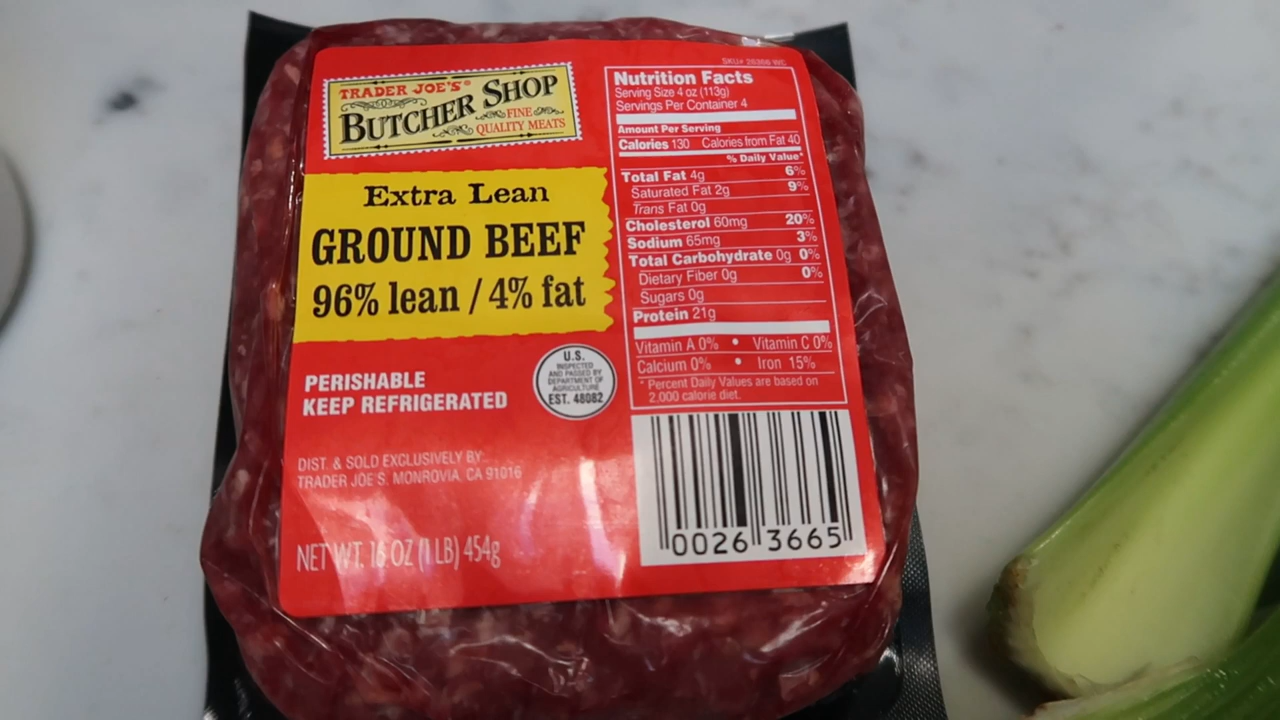 TRADER JOE'S®
BUTCHER SHOP
FINE
QUALITY MEATS
Extra Lean
GROUND BEEF
96% lean / 4% fat
PERISHABLE
KEEP REFRIGERATED
U.S.
INSPECTED
AND PASSED BY
DEPARTMENT OF
AGRICULTURE
EST. 48082
DIST. & SOLD EXCLUSIVELY BY:
TRADER JOE'S, MONROVIA, CA 91016
NET WT. 16 OZ (1 LB) 454g
SKU# 26366 WC
Nutrition Facts
Serving Size 4 oz (113g)
Servings Per Container 4
Amount Per Serving
Calories 130 Calories from Fat 40
% Daily Value*
Total Fat 4g 6%
Saturated Fat 2g 9%
Trans Fat 0g
Cholesterol 60mg 20%
Sodium 65mg 3%
Total Carbohydrate 0g 0%
Dietary Fiber 0g 0%
Sugars 0g
Protein 21g
Vitamin A 0% • Vitamin C 0%
Calcium 0% • Iron 15%
* Percent Daily Values are based on
2,000 calorie diet.
0026 3665